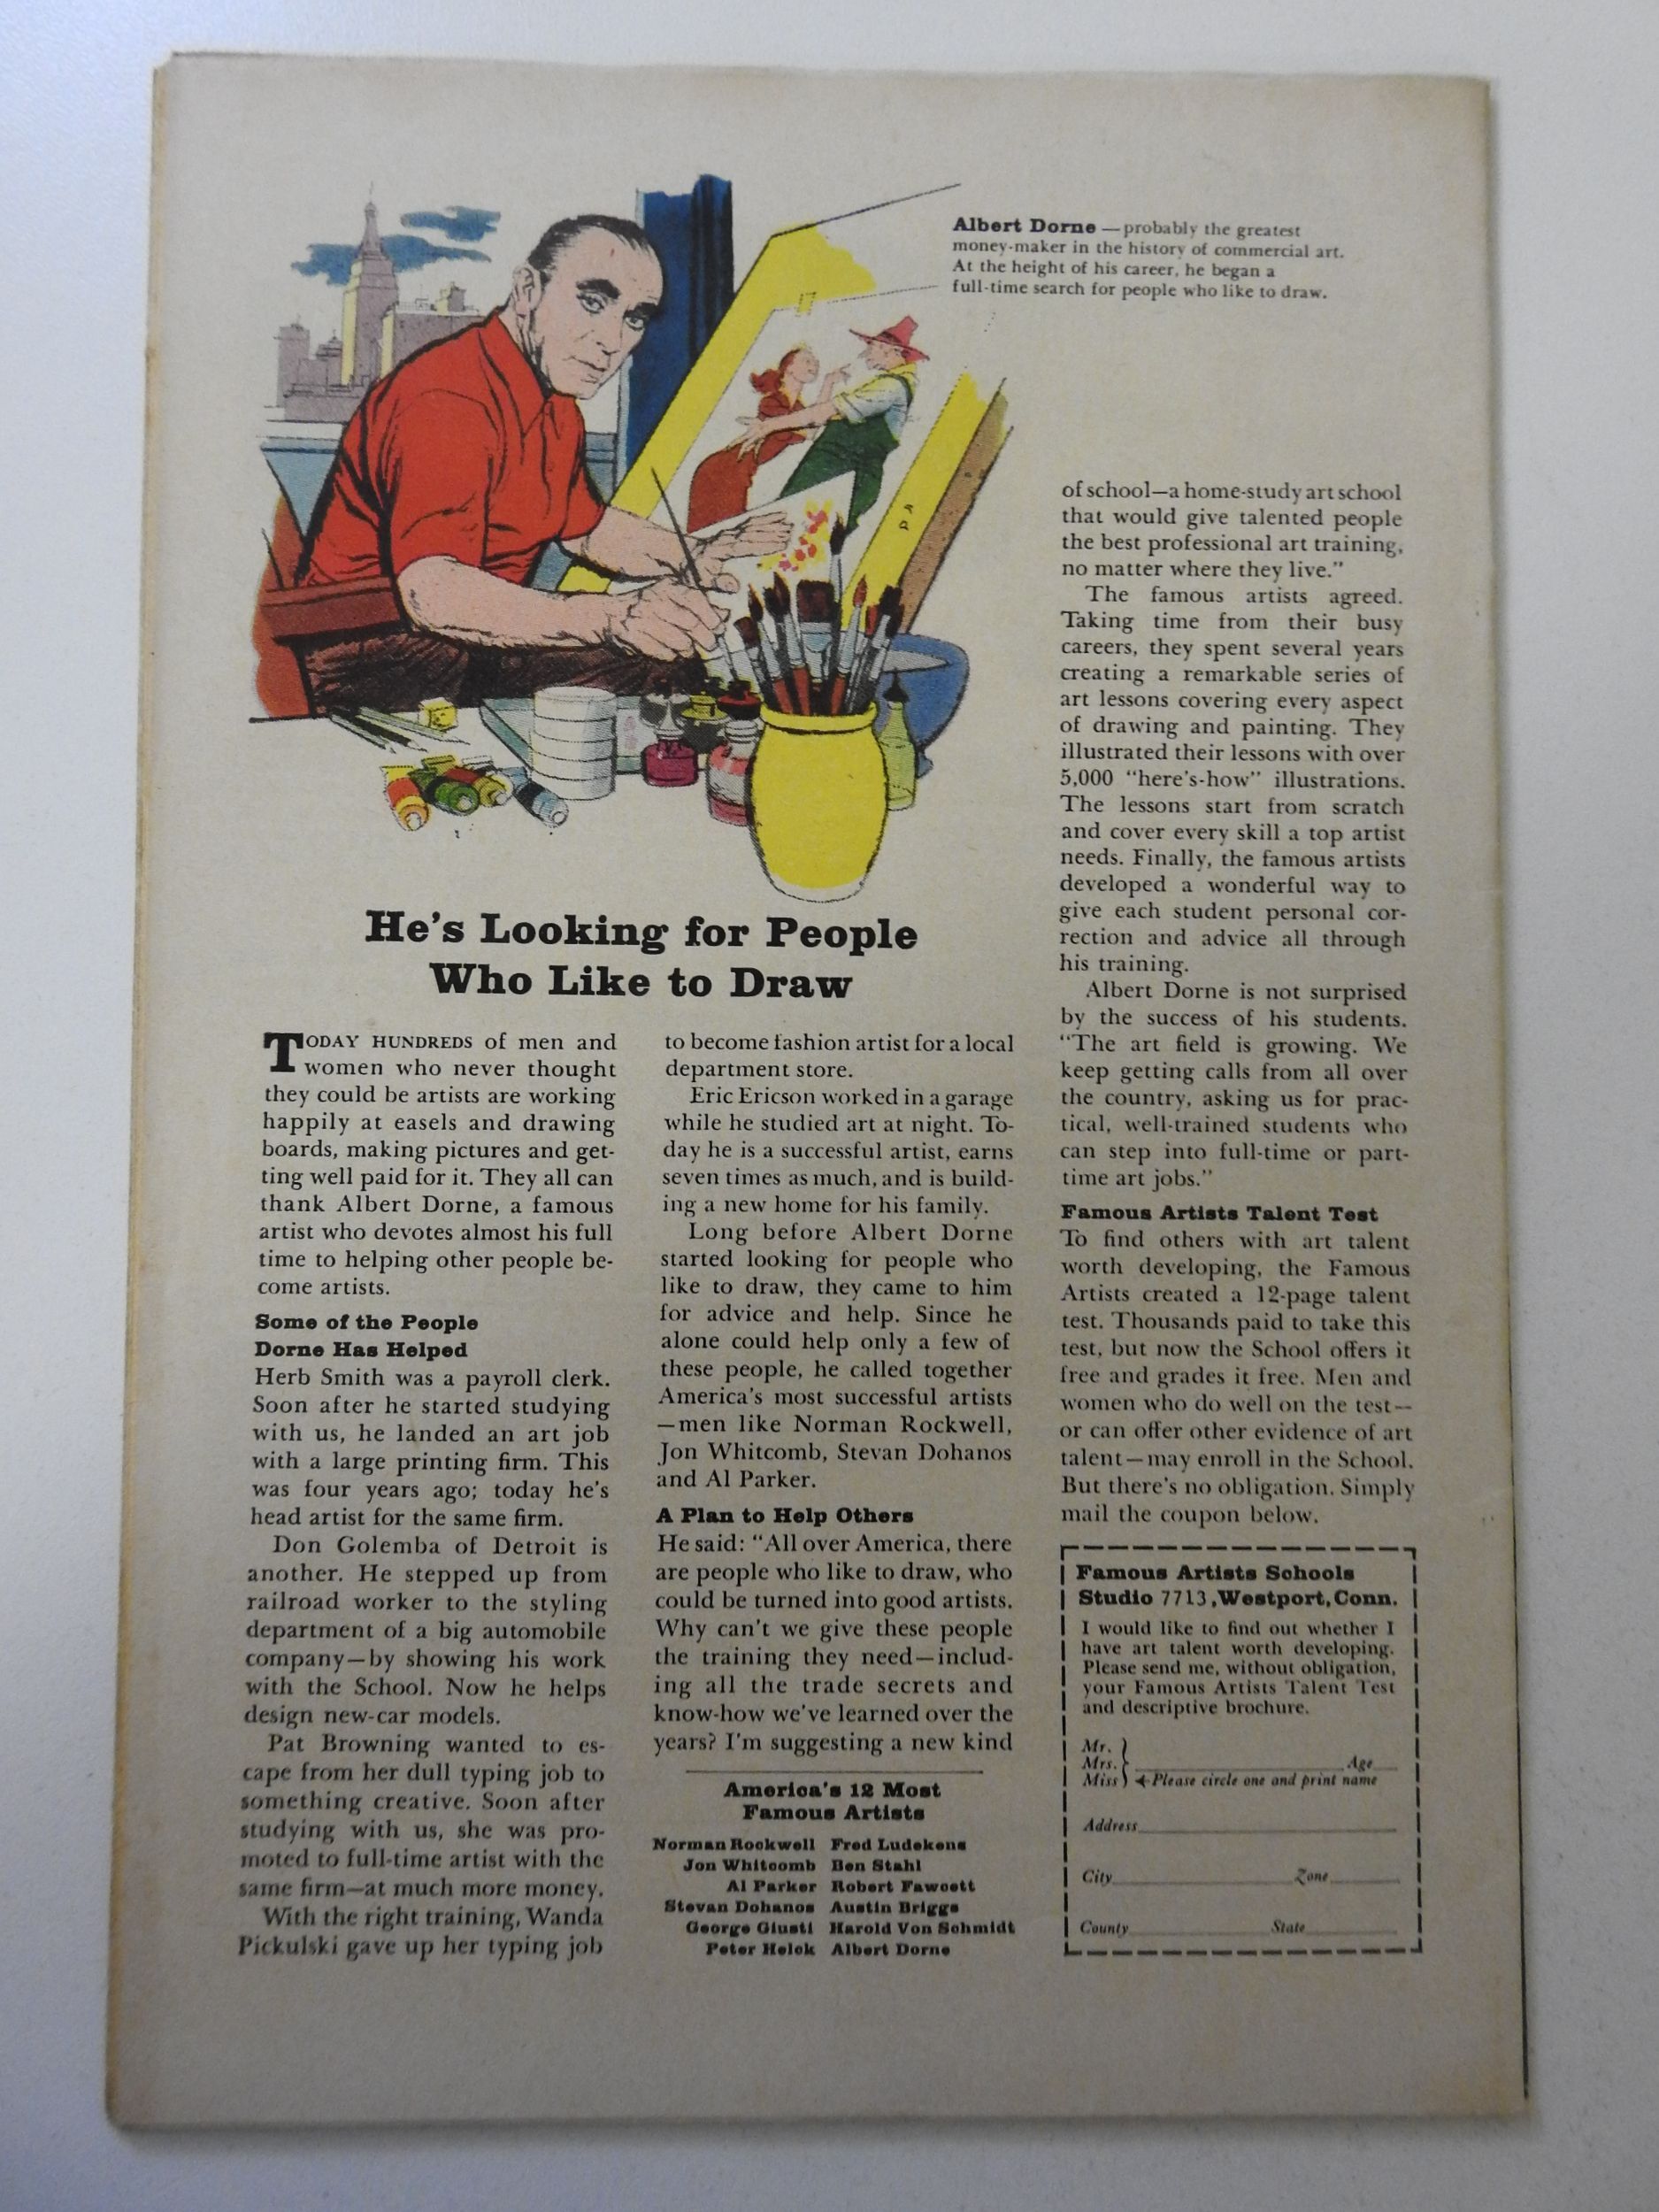 Albert Dorne — probably the greatest
money-maker in the history of commercial art.
At the height of his career, he began a
full-time search for people who like to draw.
He's Looking for People
Who Like to Draw
TODAY HUNDREDS of men and
women who never thought
they could be artists are working
happily at easels and drawing
boards, making pictures and get-
ting well paid for it. They all can
thank Albert Dorne, a famous
artist who devotes almost his full
time to helping other people be-
come artists.
Some of the People
Dorne Has Helped
Herb Smith was a payroll clerk.
Soon after he started studying
with us, he landed an art job
with a large printing firm. This
was four years ago; today he's
head artist for the same firm.
Don Golemba of Detroit is
another. He stepped up from
railroad worker to the styling
department of a big automobile
company—by showing his work
with the School. Now he helps
design new-car models.
Pat Browning wanted to es-
cape from her dull typing job to
something creative. Soon after
studying with us, she was pro-
moted to full-time artist with the
same firm—at much more money.
With the right training, Wanda
Pickulski gave up her typing job
to become fashion artist for a local
department store.
Eric Ericson worked in a garage
while he studied art at night. To-
day he is a successful artist, earns
seven times as much, and is build-
ing a new home for his family.
Long before Albert Dorne
started looking for people who
like to draw, they came to him
for advice and help. Since he
alone could help only a few of
these people, he called together
America's most successful artists
—men like Norman Rockwell,
Jon Whitcomb, Stevan Dohanos
and Al Parker.
A Plan to Help Others
He said: "All over America, there
are people who like to draw, who
could be turned into good artists.
Why can't we give these people
the training they need—includ-
ing all the trade secrets and
know-how we've learned over the
years? I'm suggesting a new kind
America's 12 Most
Famous Artists
Norman Rockwell Fred Ludekens
Jon Whitcomb Ben Stahl
Al Parker Robert Fawcett
Stevan Dohanos Austin Briggs
George Giusti Harold Von Schmidt
Peter Helck Albert Dorne
of school—a home-study art school
that would give talented people
the best professional art training,
no matter where they live."
The famous artists agreed.
Taking time from their busy
careers, they spent several years
creating a remarkable series of
art lessons covering every aspect
of drawing and painting. They
illustrated their lessons with over
5,000 "here's-how" illustrations.
The lessons start from scratch
and cover every skill a top artist
needs. Finally, the famous artists
developed a wonderful way to
give each student personal cor-
rection and advice all through
his training.
Albert Dorne is not surprised
by the success of his students.
"The art field is growing. We
keep getting calls from all over
the country, asking us for prac-
tical, well-trained students who
can step into full-time or part-
time art jobs."
Famous Artists Talent Test
To find others with art talent
worth developing, the Famous
Artists created a 12-page talent
test. Thousands paid to take this
test, but now the School offers it
free and grades it free. Men and
women who do well on the test—
or can offer other evidence of art
talent—may enroll in the School.
But there's no obligation. Simply
mail the coupon below.
Famous Artists Schools
Studio 7713, Westport, Conn.
I would like to find out whether I
have art talent worth developing.
Please send me, without obligation,
your Famous Artists Talent Test
and descriptive brochure.
Mr.
Mrs. Age
Miss Please circle one and print name
Address
City Zone
County State